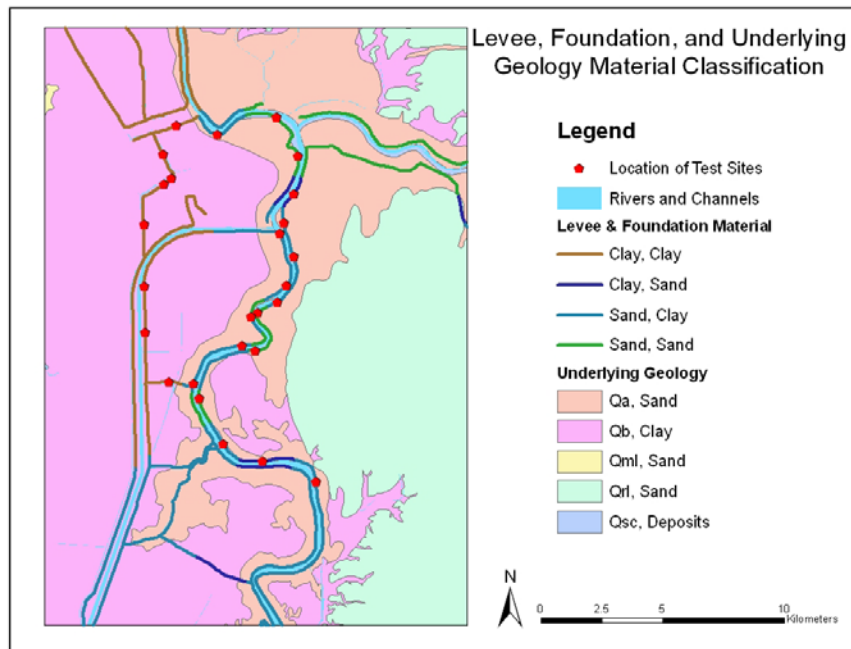 Levee, Foundation, and Underlying
Geology Material Classification
Legend
Location of Test Sites
Rivers and Channels
Levee & Foundation Material
Clay, Clay
Clay, Sand
Sand, Clay
Sand, Sand
Underlying Geology
Qa, Sand
Qb, Clay
Qml, Sand
Qrl, Sand
Qsc, Deposits
N
0 2.5 5 10
Kilometers